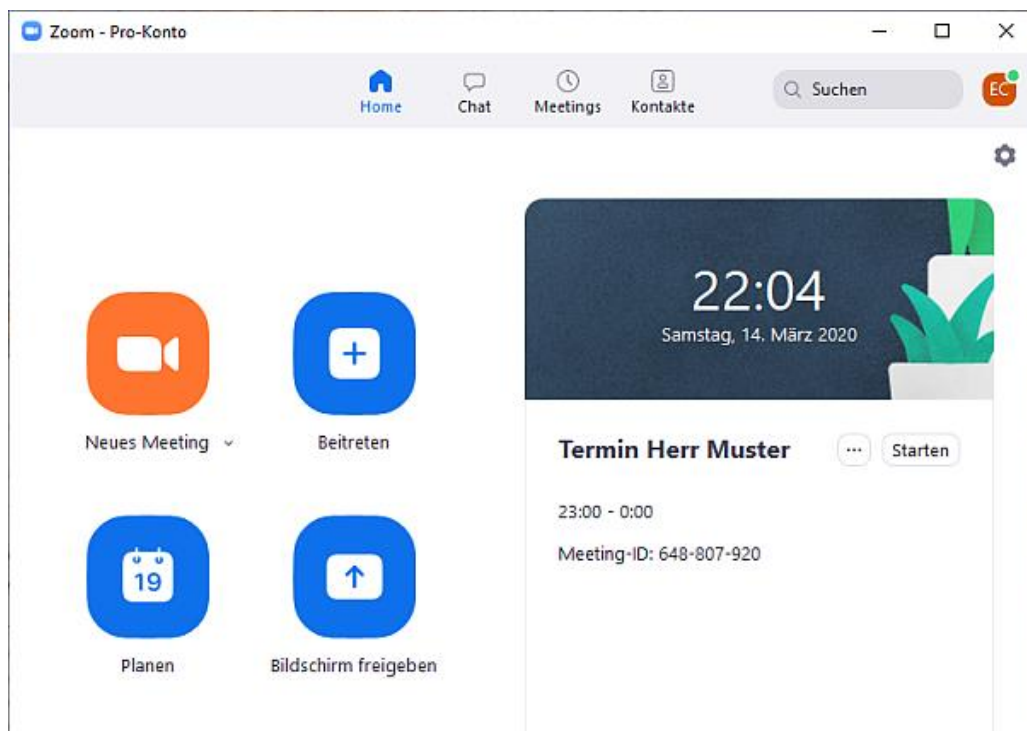 Zoom - Pro-Konto
Home Chat Meetings Kontakte
Suchen
EC
22:04
Samstag, 14. März 2020
Neues Meeting
Beitreten
Termin Herr Muster
... Starten
23:00 - 0:00
Meeting-ID: 648-807-920
19
Planen
Bildschirm freigeben